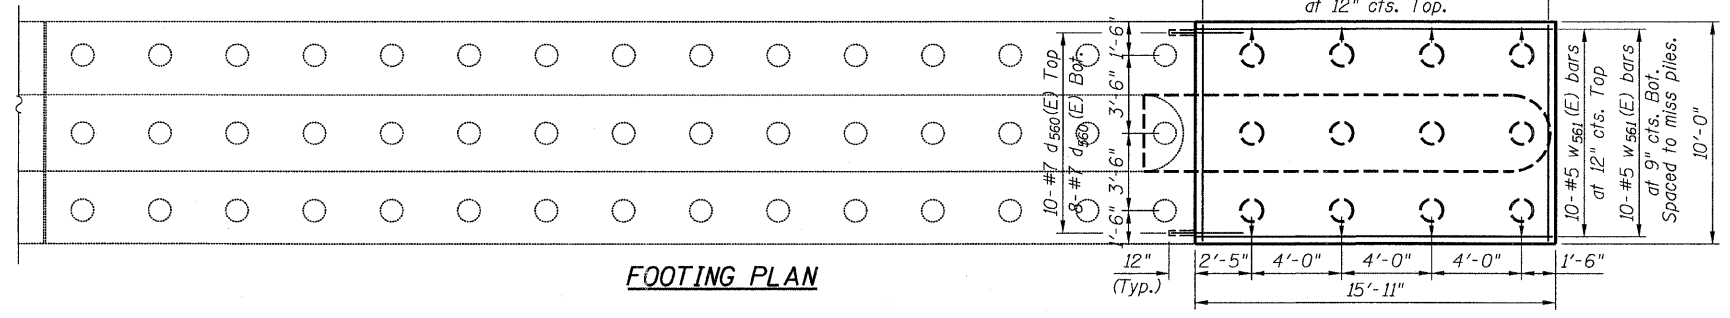 at 12" cts. Top.
10-#7 d560(E) Top
8-#7 d560(E) Bot.
1'-6"
3'-6"
3'-6"
1'-6"
10-#5 w561(E) bars
at 12" cts. Top
10-#5 w561(E) bars
at 9" cts. Bot.
Spaced to miss piles.
10'-0"
12"
(Typ.)
2'-5"
4'-0"
4'-0"
4'-0"
1'-6"
15'-11"
FOOTING PLAN